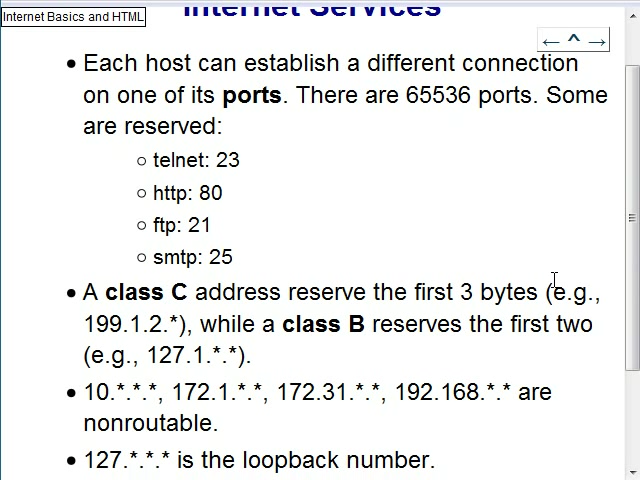 Internet Services
Internet Basics and HTML
← ^ →
• Each host can establish a different connection
on one of its ports. There are 65536 ports. Some
are reserved:
○ telnet: 23
○ http: 80
○ ftp: 21
○ smtp: 25
• A class C address reserve the first 3 bytes (e.g.,
199.1.2.*), while a class B reserves the first two
(e.g., 127.1.*.*).
• 10.*.*.*, 172.1.*.*, 172.31.*.*, 192.168.*.* are
nonroutable.
• 127.*.*.* is the loopback number.